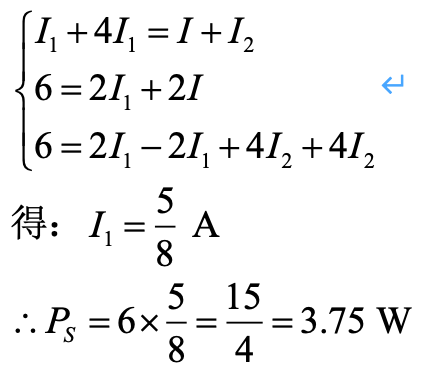 I₁ + 4I₁ = I + I₂
6 = 2I₁ + 2I ↵
6 = 2I₁ − 2I₁ + 4I₂ + 4I₂
得： I₁ = 5/8 A
∴ P_S = 6 × 5/8 = 15/4 = 3.75 W